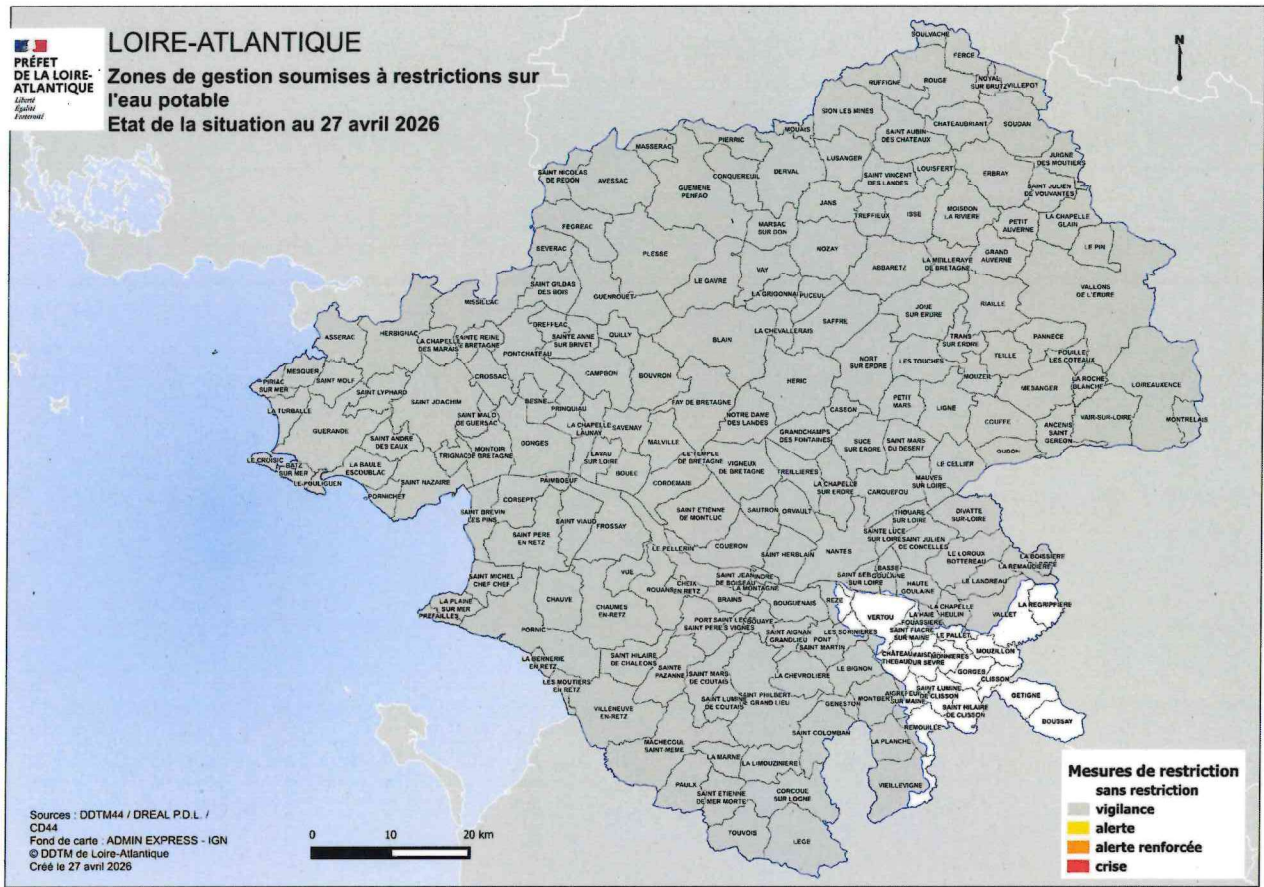 PRÉFET
DE LA LOIRE-
ATLANTIQUE
Liberté
Égalité
Fraternité
LOIRE-ATLANTIQUE
Zones de gestion soumises à restrictions sur
l'eau potable
Etat de la situation au 27 avril 2026
N
SOULVACHE
FERCE
RUFFIGNE
ROUGE
NOYAL
SUR BRUTZ
VILLEPOT
SION LES MINES
MOUAIS
SAINT AUBIN
DES CHATEAUX
CHATEAUBRIANT
SOUDAN
PIERRIC
MASSERAC
LUSANGER
JUIGNE
DES MOUTIERS
SAINT NICOLAS
DE REDON
AVESSAC
CONQUEREUIL
DERVAL
SAINT VINCENT
DES LANDES
LOUISFERT
ERBRAY
GUEMENE
PENFAO
SAINT JULIEN
DE VOUVANTES
JANS
TREFFIEUX
ISSE
MOISDON
LA RIVIERE
PETIT
AUVERNE
LA CHAPELLE
GLAIN
FEGREAC
MARSAC
SUR DON
SEVERAC
PLESSE
NOZAY
LE PIN
ABBARETZ
LA MEILLERAYE
DE BRETAGNE
GRAND
AUVERNE
SAINT GILDAS
DES BOIS
LE GAVRE
VAY
LA GRIGONNAI
PUCEUL
VALLONS
DE L'ERDRE
MISSILLAC
GUENROUET
JOUE
SUR ERDRE
RIAILLE
SAFFRE
DREFFEAC
LA CHEVALLERAIS
ASSERAC
HERBIGNAC
LA CHAPELLE
DES MARAIS
SAINTE REINE
E BRETAGNE
SAINTE ANNE
SUR BRIVET
QUILLY
BLAIN
TRANS
SUR ERDRE
PANNECE
PONTCHATEAU
TEILLE
POUILLE
LES COTEAUX
NORT
SUR ERDRE
LES TOUCHES
MESQUER
PIRIAC
SUR MER
SAINT MOLF
SAINT LYPHARD
CROSSAC
CAMPBON
BOUVRON
HERIC
MOUZEIL
MESANGER
LA ROCHE
BLANCHE
LOIREAUXENCE
SAINT JOACHIM
BESNE
PRINQUIAU
FAY DE BRETAGNE
PETIT
MARS
LIGNE
LA TURBALLE
SAINT MALO
DE GUERSAC
NOTRE DAME
DES LANDES
CASSON
COUFFE
VAIR-SUR-LOIRE
MONTRELAIS
GUERANDE
LA CHAPELLE
LAUNAY
SAVENAY
GRANDCHAMPS
DES FONTAINES
ANCENIS
SAINT
GEREON
SAINT ANDRE
DES EAUX
MONTOIR
TRIGNAC
DE BRETAGNE
DONGES
MALVILLE
SUCE
SUR ERDRE
SAINT MARS
DU DESERT
OUDON
LE CROISIC
BATZ
SUR MER
LE POULIGUEN
LA BAULE
ESCOUBLAC
LAVAU
SUR LOIRE
BOUEE
LE TEMPLE
DE BRETAGNE
VIGNEUX
DE BRETAGNE
TREILLIERES
LE CELLIER
SAINT NAZAIRE
CORDEMAIS
PORNICHET
PAIMBOEUF
LA CHAPELLE
SUR ERDRE
CARQUEFOU
MAUVES
SUR LOIRE
CORSEPT
SAINT BREVIN
LES PINS
SAINT VIAUD
FROSSAY
SAINT ETIENNE
DE MONTLUC
SAUTRON
ORVAULT
THOUARE
SUR LOIRE
DIVATTE
SUR-LOIRE
SAINT PERE
EN RETZ
SAINTE LUCE
SUR LOIRE
SAINT JULIEN
DE CONCELLES
LE PELLERIN
COUERON
SAINT HERBLAIN
NANTES
LE LOROUX
BOTTEREAU
LA BOISSIERE
LA REMAUDIERE
SAINT MICHEL
CHEF CHEF
VUE
ROUANS
CHEIX
EN RETZ
SAINT JEAN
DE BOISEAU
INDRE
LA MONTAGNE
SAINT SEB
SUR LOIRE
BASSE
GOULAINE
HAUTE
GOULAINE
LE LANDREAU
LA PLAINE
SUR MER
PREFAILLES
CHAUVE
CHAUMES
EN-RETZ
BRAINS
BOUGUENAIS
REZE
VERTOU
LA CHAPELLE
HEULIN
VALLET
LA REGRIPPIERE
PORT SAINT
SAINT PERE
BOUAYE
LA HAIE
FOUASSIERE
PORNIC
SAINT AIGNAN
GRANDLIEU
PONT
SAINT MARTIN
LES SORINIERES
SAINT FIACRE
SUR MAINE
LE PALLET
MONNIERES
MOUZILLON
LA BERNERIE
EN RETZ
SAINT HILAIRE
DE CHALEONS
SAINTE
PAZANNE
CHATEAU
THEBAUD
GORGES
CLISSON
LES MOUTIERS
EN RETZ
SAINT MARS
DE COUTAIS
LA CHEVROLIERE
LE BIGNON
SAINT LUMINE
DE CLISSON
GETIGNE
VILLENEUVE
EN-RETZ
SAINT LUMINE
DE COUTAIS
SAINT PHILBERT
E GRAND LIEU
GENESTON
MONTBERT
AIGREFEUI
SUR MAINE
SAINT HILAIRE
DE CLISSON
BOUSSAY
REMOUILLE
MACHECOUL
SAINT-MEME
SAINT COLOMBAN
LA PLANCHE
LA MARNE
LA LIMOUZINIERE
PAULX
SAINT ETIENNE
DE MER MORTE
CORCOUE
SUR LOGNE
VIEILLEVIGNE
TOUVOIS
LEGE
Mesures de restriction
sans restriction
vigilance
alerte
alerte renforcée
crise
Sources : DDTM44 / DREAL P.D.L. /
CD44
Fond de carte : ADMIN EXPRESS - IGN
© DDTM de Loire-Atlantique
Créé le 27 avril 2026
0 10 20 km